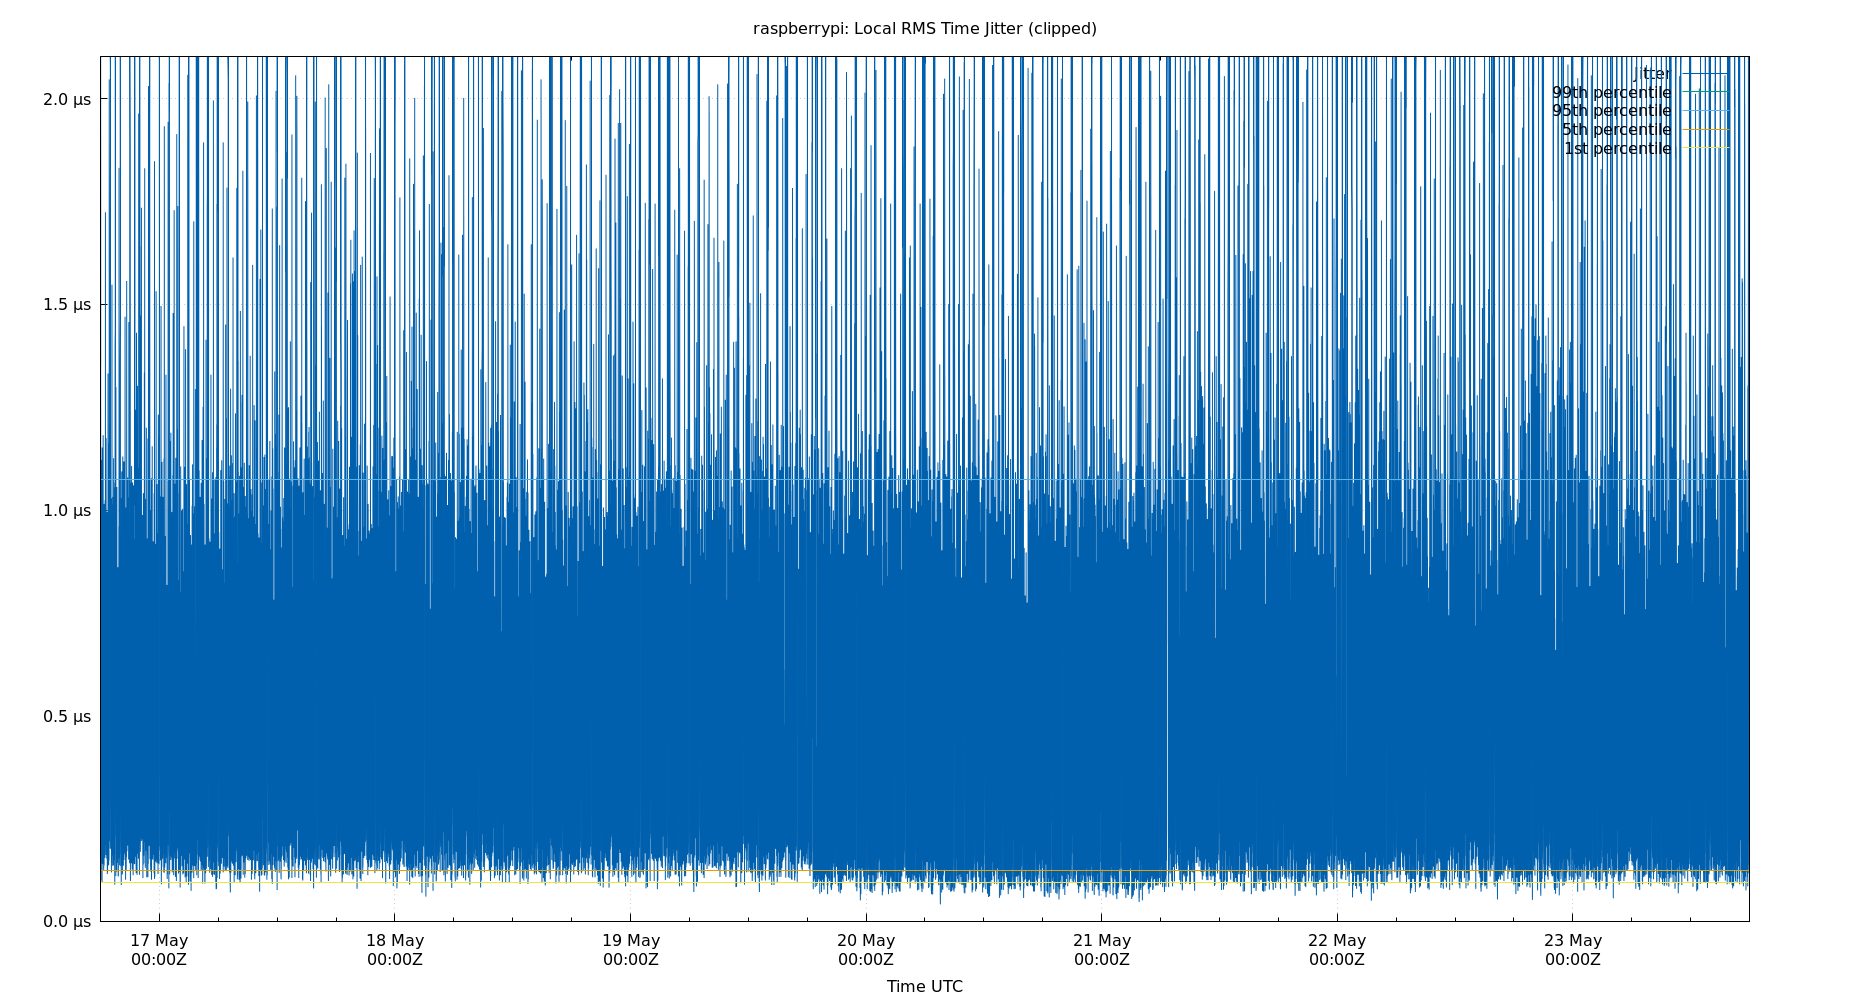 raspberrypi: Local RMS Time Jitter (clipped)
2.0 µs
1.5 µs
1.0 µs
0.5 µs
0.0 µs
Jitter
99th percentile
95th percentile
5th percentile
1st percentile
17 May 18 May 19 May 20 May 21 May 22 May 23 May
00:00Z 00:00Z 00:00Z 00:00Z 00:00Z 00:00Z 00:00Z
Time UTC